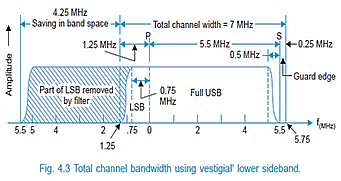 4.25 MHz
Saving in band space
Total channel width = 7 MHz
1.25 MHz
P
5.5 MHz
S
0.25 MHz
0.5 MHz
Guard edge
Amplitude
Part of LSB removed
by filter
LSB
0.75
MHz
Full USB
5.5 5 4 2 .75 0 2 4 5.5 f(MHz)
1.25
5.75
Fig. 4.3 Total channel bandwidth using vestigial' lower sideband.